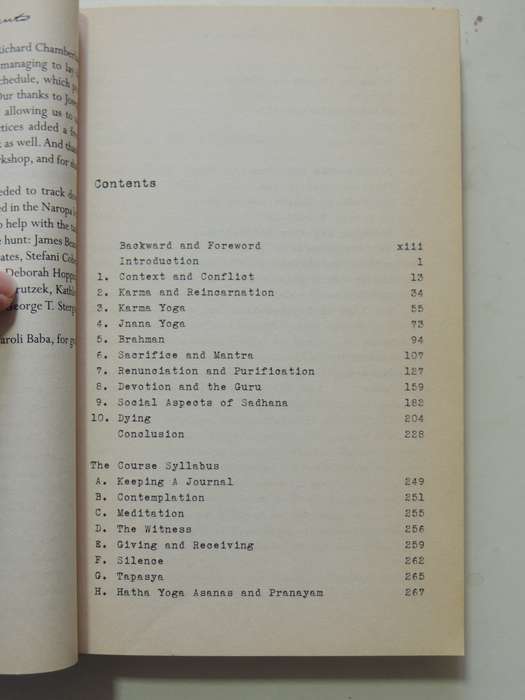 Richard Chamberl
managing to lay
schedule, which
Our thanks to
allowing us to
tices added a
as well. And
kshop, and for
eded to track
ed in the Naropa
o help with the
e hunt: James
ates, Stefani
Deborah
rutzek,
George T.
aroli Baba, for
Contents
Backward and Foreword xiii
Introduction 1
1. Context and Conflict 13
2. Karma and Reincarnation 34
3. Karma Yoga 55
4. Jnana Yoga 73
5. Brahman 94
6. Sacrifice and Mantra 107
7. Renunciation and Purification 127
8. Devotion and the Guru 159
9. Social Aspects of Sadhana 182
10. Dying 204
Conclusion 228
The Course Syllabus
A. Keeping A Journal 249
B. Contemplation 251
C. Meditation 255
D. The Witness 256
E. Giving and Receiving 259
F. Silence 262
G. Tapasya 265
H. Hatha Yoga Asanas and Pranayam 267